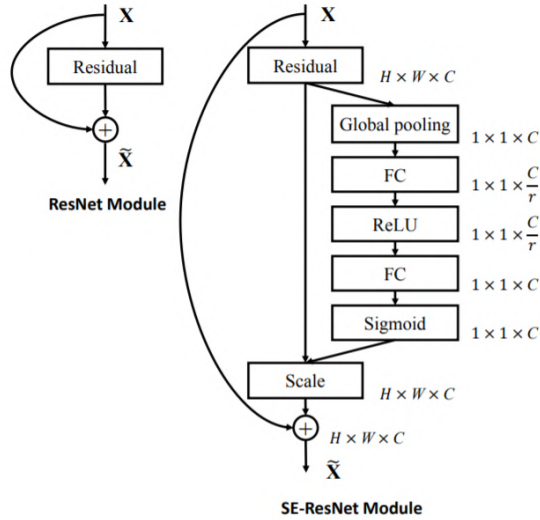 X
Residual
+
X̃
ResNet Module
X
Residual
H × W × C
Global pooling
1 × 1 × C
FC
1 × 1 × C/r
ReLU
1 × 1 × C/r
FC
1 × 1 × C
Sigmoid
1 × 1 × C
Scale
H × W × C
+
H × W × C
X̃
SE-ResNet Module